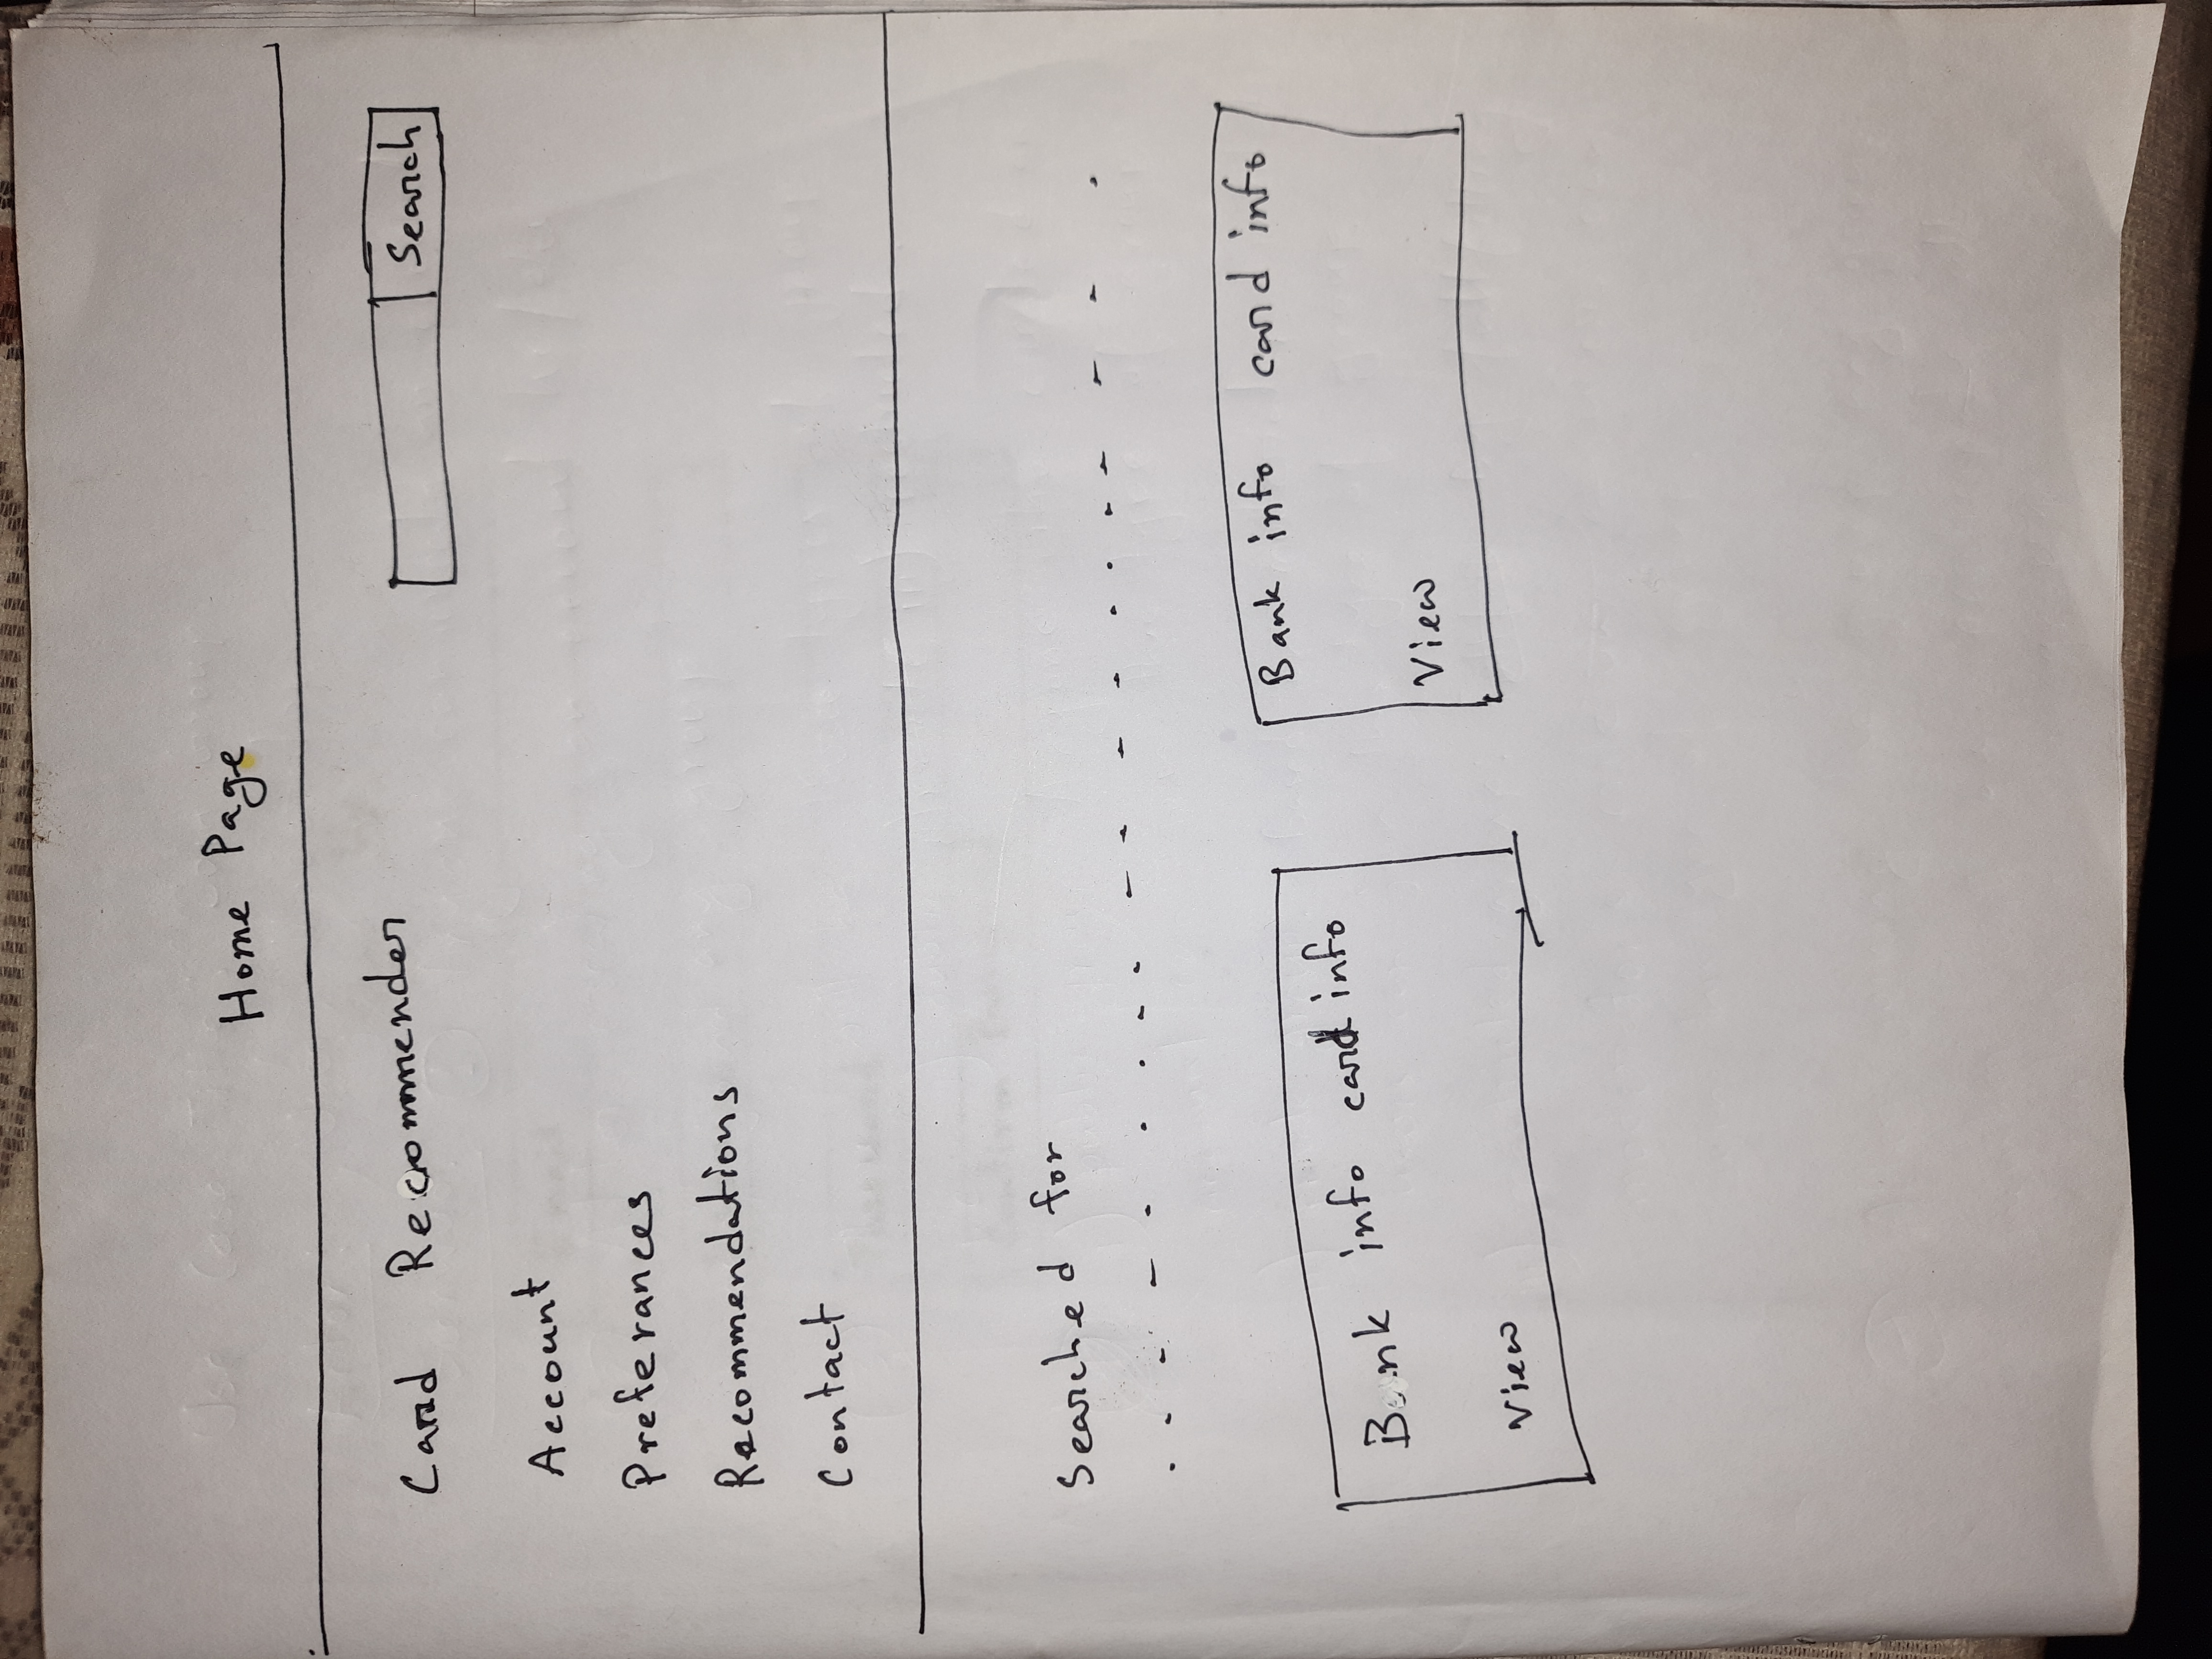 Home Page
Card Recommender Search
Account
Preferances
Recommendations
Contact
Searched for
Bank info card info
View
Bank info card info
View